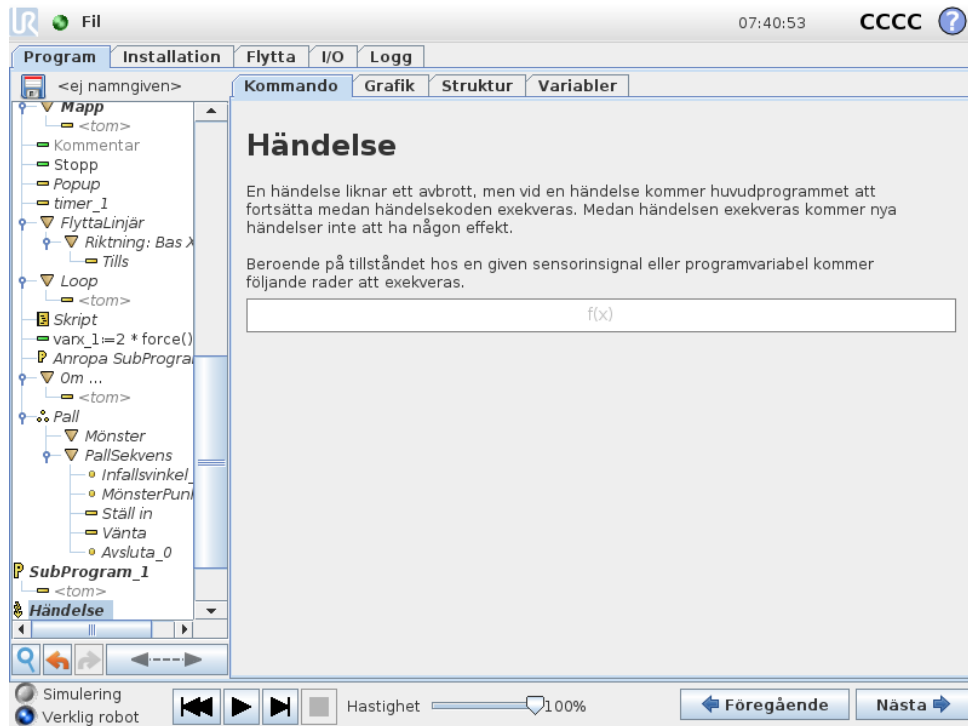 UR Fil 07:40:53 CCCC ?
Program Installation Flytta I/O Logg
<ej namngiven>
Kommando Grafik Struktur Variabler
Mapp
<tom>
Kommentar
Stopp
Popup
timer_1
FlyttaLinjär
Riktning: Bas X
Tills
Loop
<tom>
Skript
varx_1:=2 * force()
Anropa SubProgra
Om ...
<tom>
Pall
Mönster
PallSekvens
Infallsvinkel_
MönsterPun
Ställ in
Vänta
Avsluta_0
SubProgram_1
<tom>
Händelse
Händelse
En händelse liknar ett avbrott, men vid en händelse kommer huvudprogrammet att
fortsätta medan händelsekoden exekveras. Medan händelsen exekveras kommer nya
händelser inte att ha någon effekt.
Beroende på tillståndet hos en given sensorinsignal eller programvariabel kommer
följande rader att exekveras.
f(x)
Simulering
Verklig robot
Hastighet 100%
Föregående Nästa